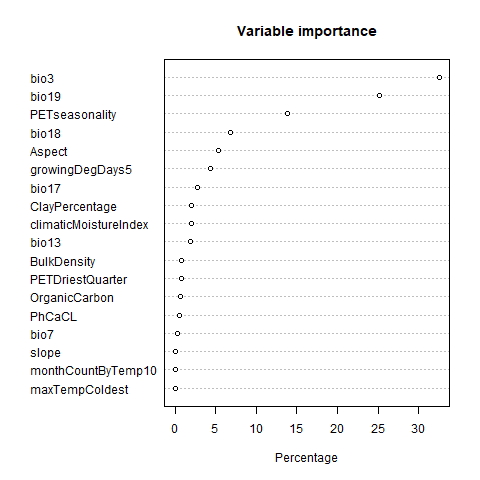 Variable importance
bio3
bio19
PETseasonality
bio18
Aspect
growingDegDays5
bio17
ClayPercentage
climaticMoistureIndex
bio13
BulkDensity
PETDriestQuarter
OrganicCarbon
PhCaCL
bio7
slope
monthCountByTemp10
maxTempColdest
0 5 10 15 20 25 30
Percentage